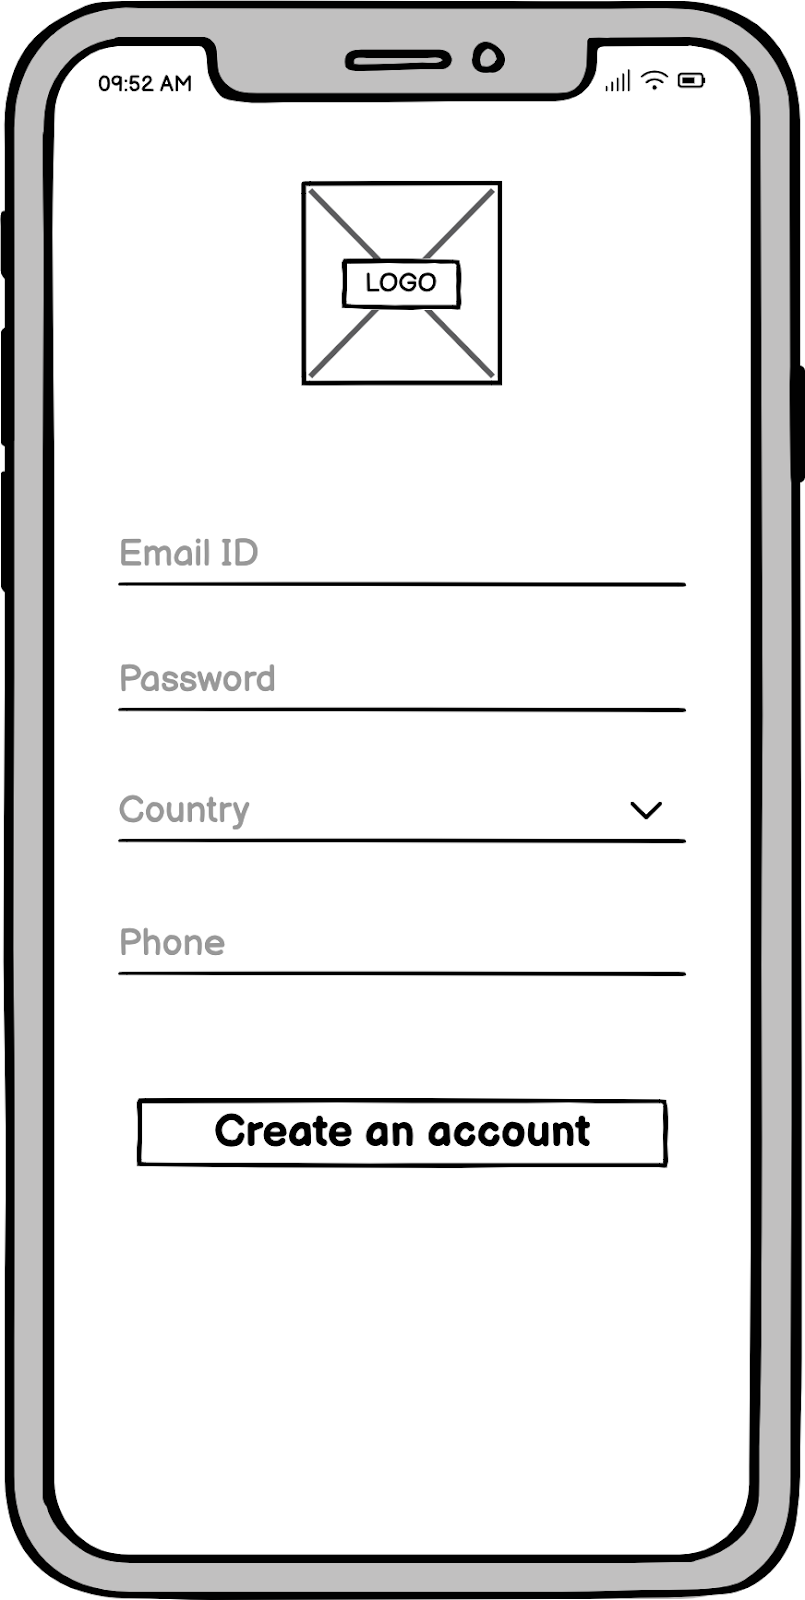 09:52 AM
LOGO
Email ID
Password
Country
Phone
Create an account